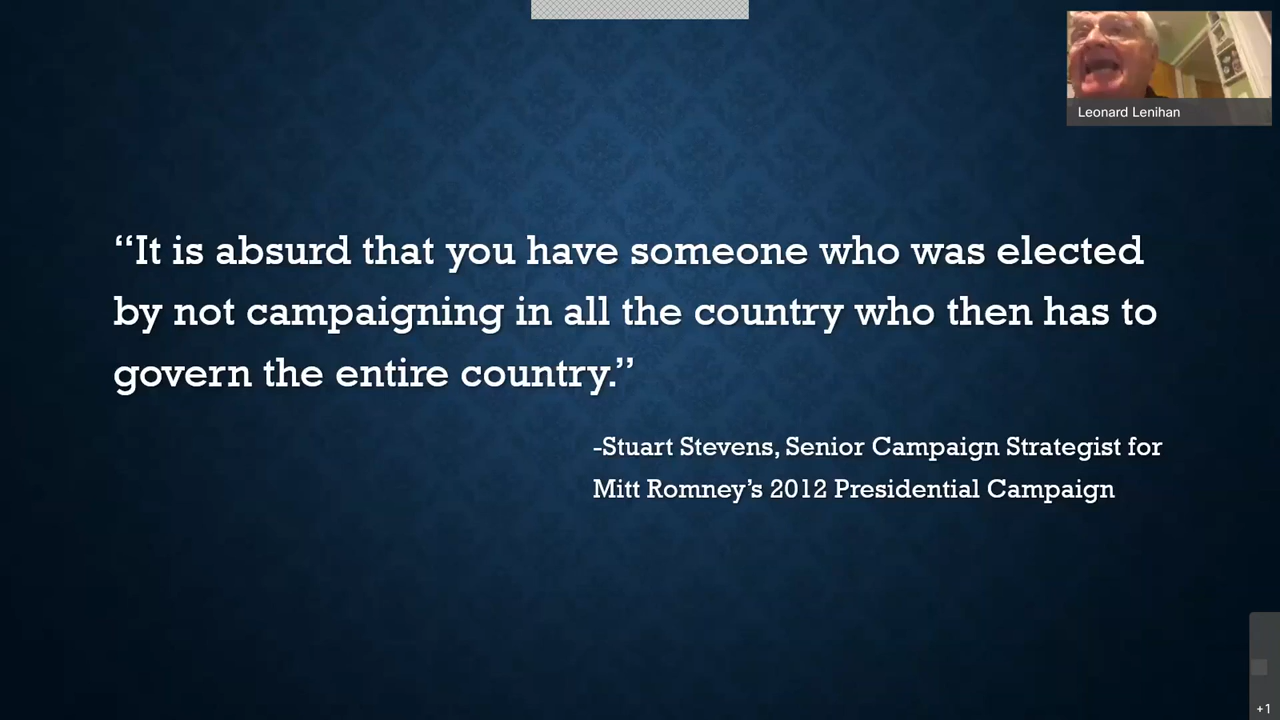 Leonard Lenihan
“It is absurd that you have someone who was elected
by not campaigning in all the country who then has to
govern the entire country.”
-Stuart Stevens, Senior Campaign Strategist for
Mitt Romney’s 2012 Presidential Campaign
+1